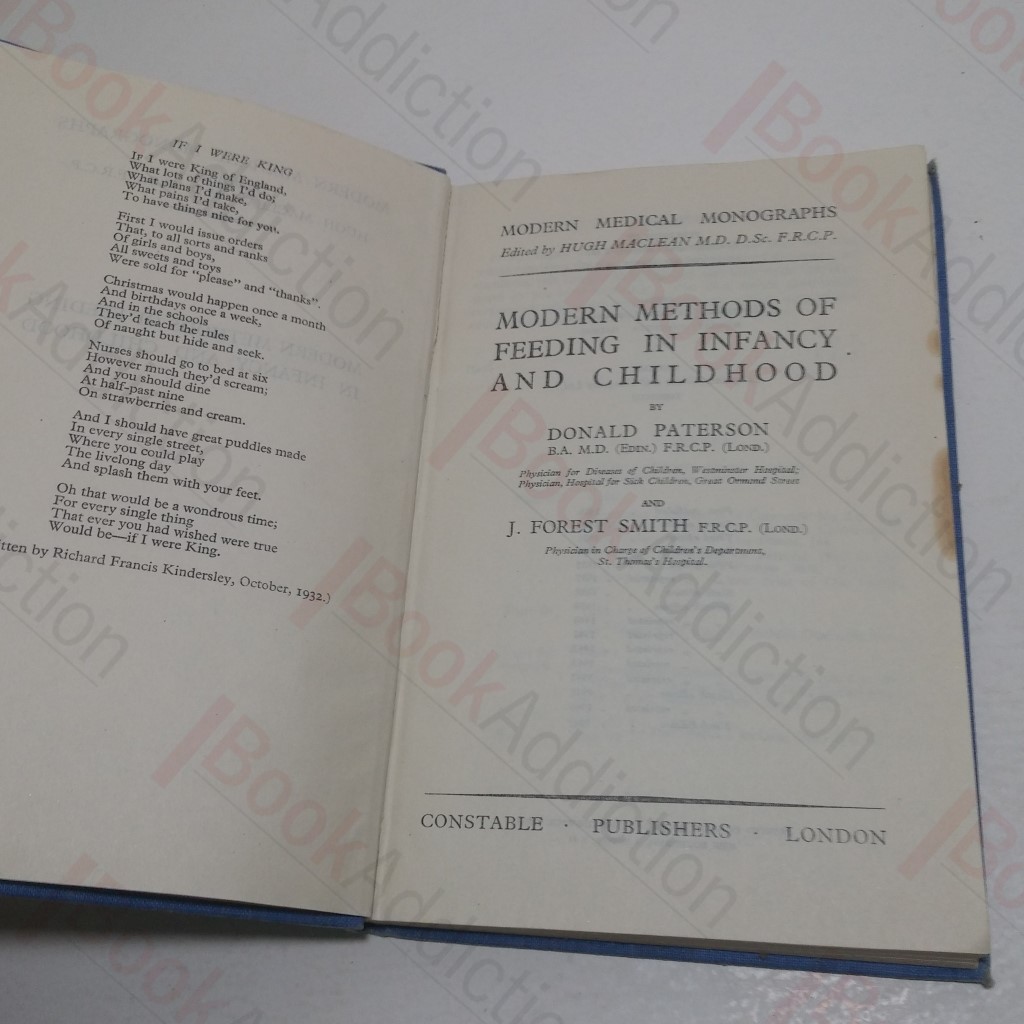 IF I WERE KING
If I were King of England,
What lots of things I'd do;
What plans I'd make,
What pains I'd take,
To have things nice for you.
First I would issue orders
That, to all sorts and ranks
Of girls and boys,
All sweets and toys
Were sold for “please” and “thanks”.
Christmas would happen once a month
And birthdays once a week,
And in the schools
They'd teach the rules
Of naught but hide and seek.
Nurses should go to bed at six
However much they'd scream;
And you should dine
At half-past nine
On strawberries and cream.
And I should have great puddles made
In every single street,
Where you could play
The livelong day
And splash them with your feet.
Oh that would be a wondrous time;
For every single thing
That ever you had wished were true
Would be—if I were King.
itten by Richard Francis Kindersley, October, 1932.)
MODERN MEDICAL MONOGRAPHS
Edited by HUGH MACLEAN M.D. D.Sc. F.R.C.P.
MODERN METHODS OF
FEEDING IN INFANCY
AND CHILDHOOD
BY
DONALD PATERSON
B.A. M.D. (EDIN.) F.R.C.P. (LOND.)
Physician for Diseases of Children, Westminster Hospital;
Physician, Hospital for Sick Children, Great Ormond Street
AND
J. FOREST SMITH F.R.C.P. (LOND.)
Physician in Charge of Children's Department,
St. Thomas's Hospital.
CONSTABLE · PUBLISHERS · LONDON
BookAddiction